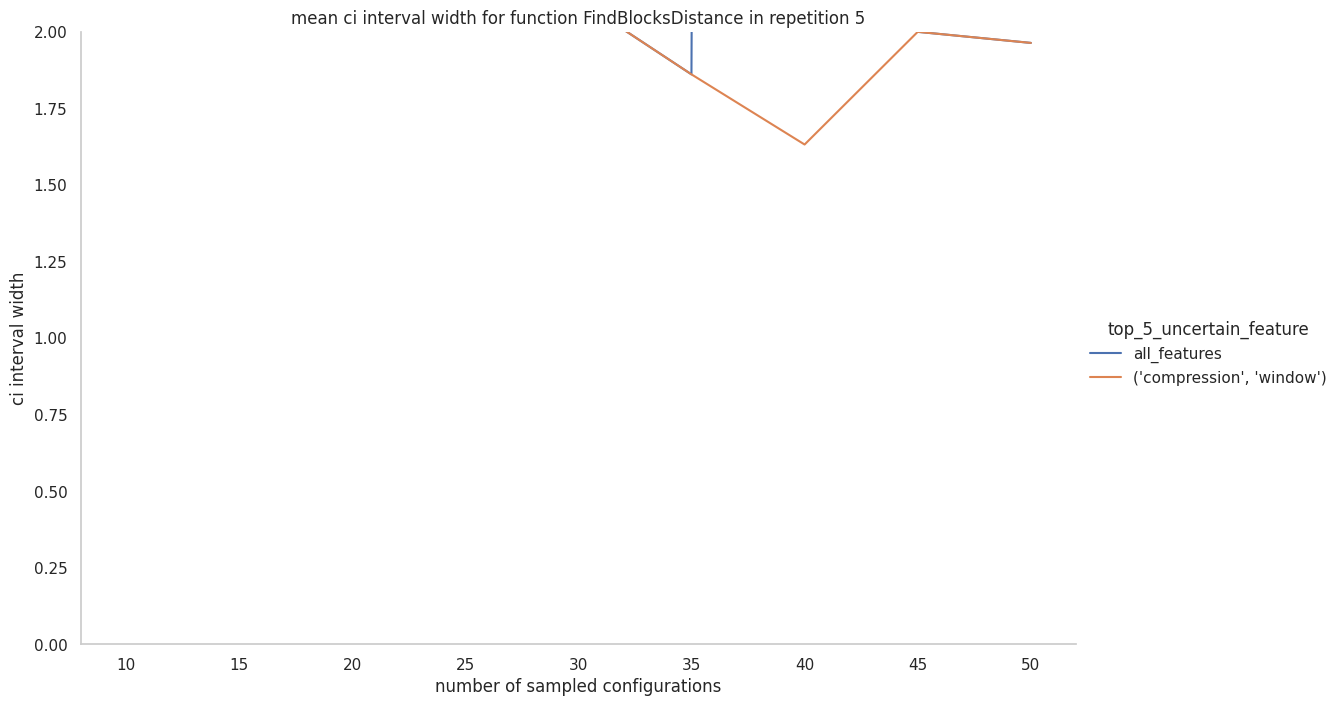 mean ci interval width for function FindBlocksDistance in repetition 5
2.00
1.75
1.50
1.25
1.00
0.75
0.50
0.25
0.00
ci interval width
10 15 20 25 30 35 40 45 50
number of sampled configurations
top_5_uncertain_feature
all_features
('compression', 'window')